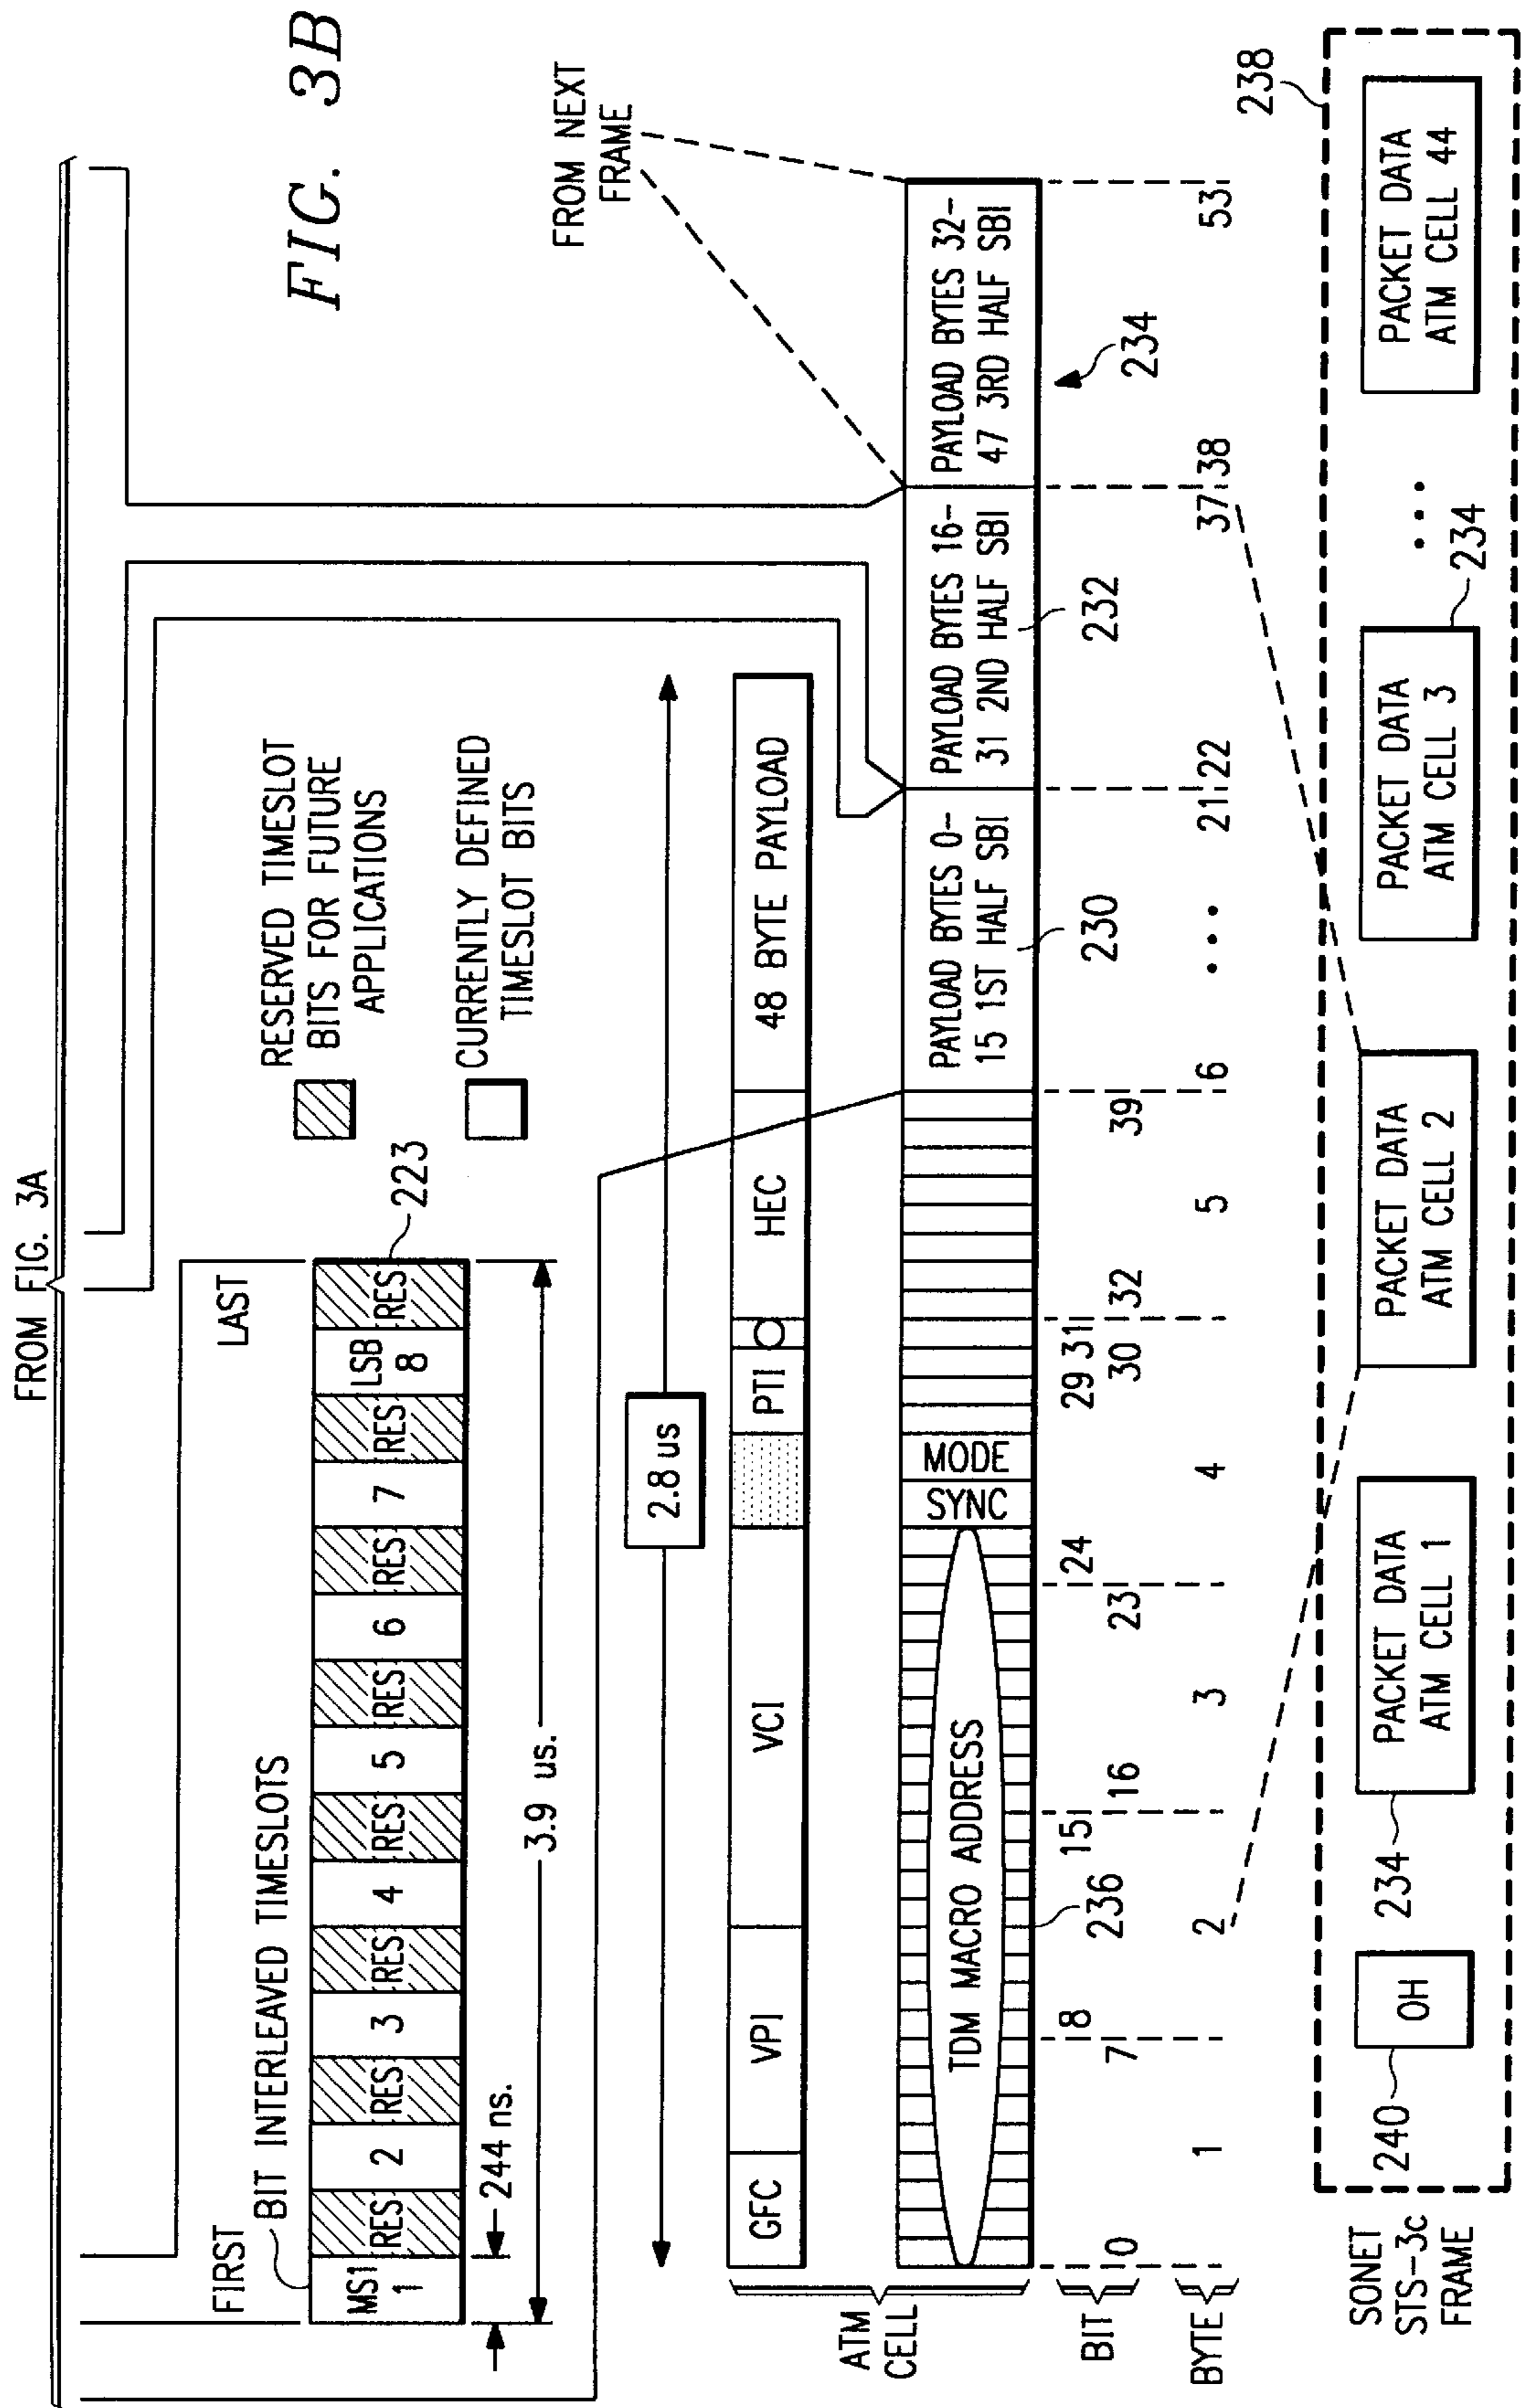 FROM FIG. 3A
FIG. 3B
FIRST
LAST
BIT INTERLEAVED TIMESLOTS
MS1
1
RES
2
RES
3
RES
4
RES
5
RES
6
RES
7
RES
LSB
8
RES
223
244 ns.
3.9 us.
RESERVED TIMESLOT
BITS FOR FUTURE
APPLICATIONS
CURRENTLY DEFINED
TIMESLOT BITS
2.8 us
FROM NEXT
FRAME
ATM
CELL
GFC
VPI
VCI
PTI
HEC
48 BYTE PAYLOAD
TDM MACRO ADDRESS
SYNC
MODE
PAYLOAD BYTES 0-
15 1ST HALF SBI
PAYLOAD BYTES 16-
31 2ND HALF SBI
PAYLOAD BYTES 32-
47 3RD HALF SBI
236
230
232
234
BIT
0 7 8 15 16 23 24 29 30 31 32 39
BYTE
1 2 3 4 5 6 ... 21 22 37 38 53
SONET
STS-3c
FRAME
238
240
OH
234
PACKET DATA
ATM CELL 1
PACKET DATA
ATM CELL 2
PACKET DATA
ATM CELL 3
234
...
PACKET DATA
ATM CELL 44